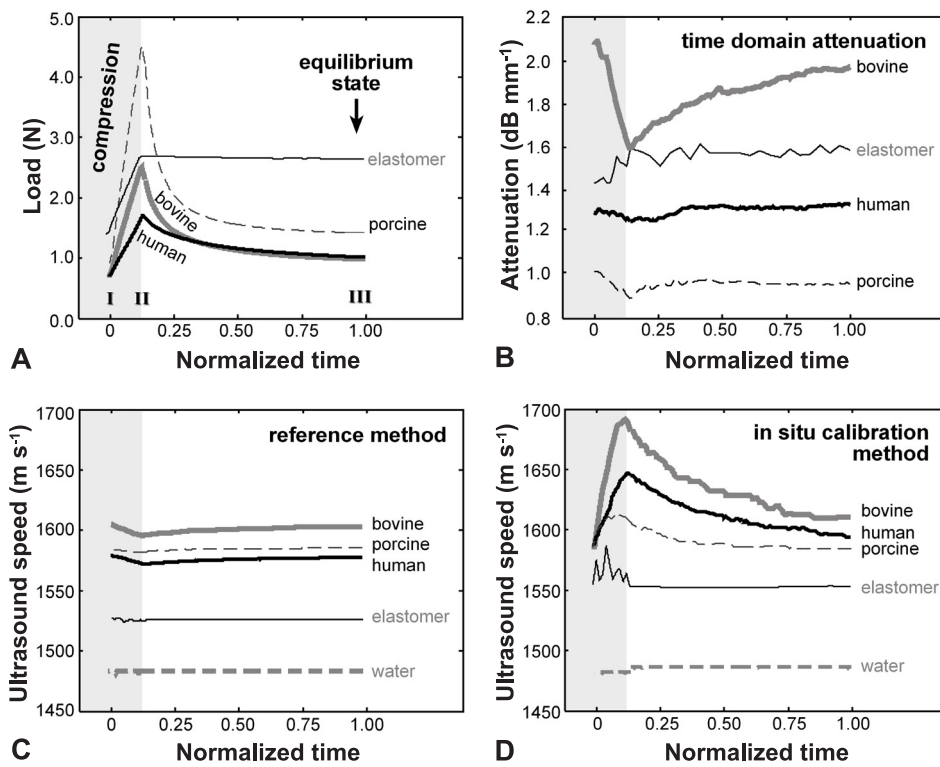 5.0
4.0
3.0
2.0
1.0
0.0
Load (N)
compression
equilibrium
state
elastomer
bovine
porcine
human
I II III
0 0.25 0.50 0.75 1.00
Normalized time
A
2.2
2.0
1.8
1.6
1.4
1.2
1.0
0.8
Attenuation (dB mm⁻¹)
time domain attenuation
bovine
elastomer
human
porcine
0 0.25 0.50 0.75 1.00
Normalized time
B
1700
1650
1600
1550
1500
1450
Ultrasound speed (m s⁻¹)
reference method
bovine
porcine
human
elastomer
water
0 0.25 0.50 0.75 1.00
Normalized time
C
1700
1650
1600
1550
1500
1450
Ultrasound speed (m s⁻¹)
in situ calibration
method
bovine
human
porcine
elastomer
water
0 0.25 0.50 0.75 1.00
Normalized time
D